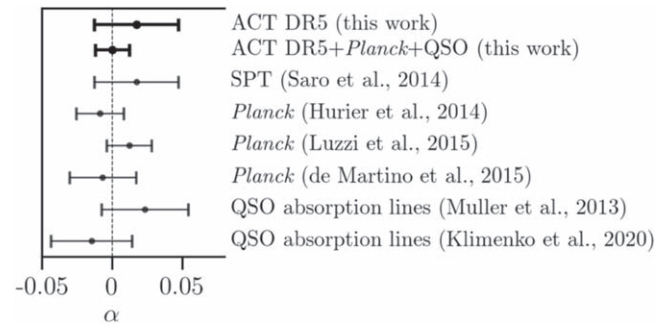 ACT DR5 (this work)
ACT DR5+Planck+QSO (this work)
SPT (Saro et al., 2014)
Planck (Hurier et al., 2014)
Planck (Luzzi et al., 2015)
Planck (de Martino et al., 2015)
QSO absorption lines (Muller et al., 2013)
QSO absorption lines (Klimenko et al., 2020)
-0.05 0 0.05
α